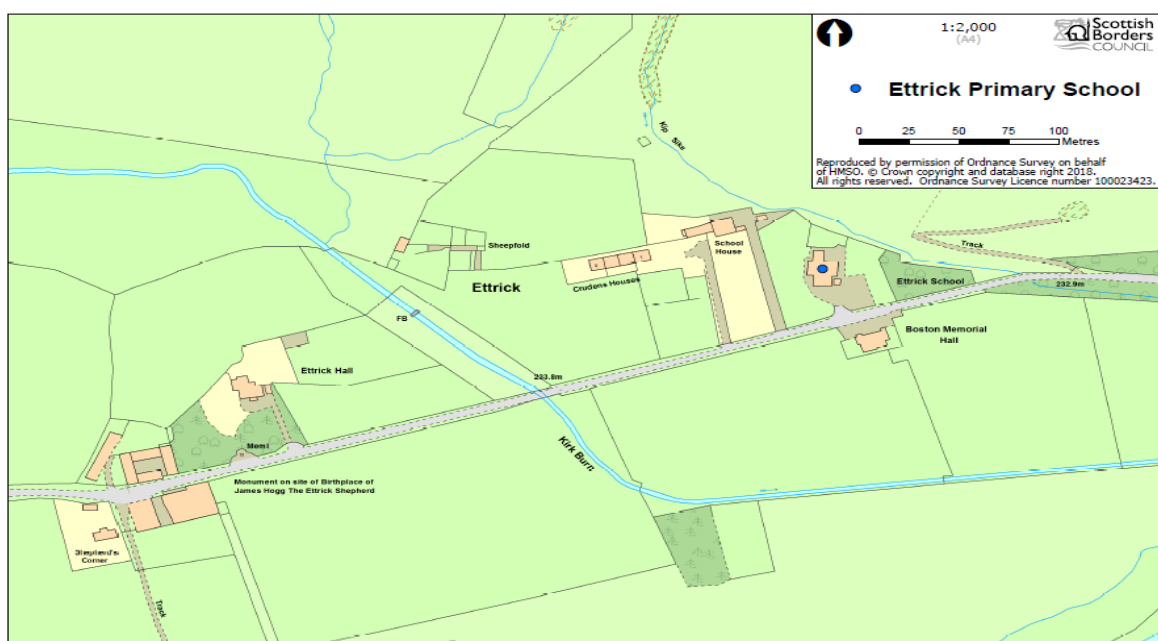 1:2,000
(A4)
Scottish
Borders
COUNCIL
Ettrick Primary School
0 25 50 75 100
Metres
Reproduced by permission of Ordnance Survey on behalf
of HMSO. © Crown copyright and database right 2018.
All rights reserved. Ordnance Survey Licence number 100023423.
Kip Sike
Sheepfold
School
House
Track
Ettrick
Crudens Houses
Ettrick School
232.9m
FB
Boston Memorial
Hall
Ettrick Hall
233.8m
Meml
Kirk Burn
Monument on site of Birthplace of
James Hogg The Ettrick Shepherd
Shepherd's
Corner
Track